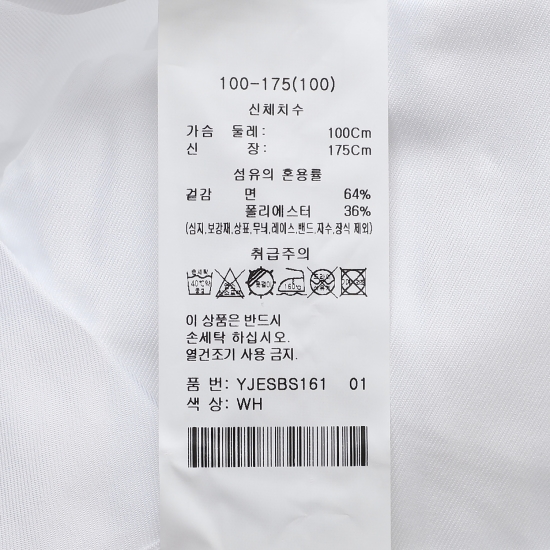 100-175(100)
신체치수
가슴 둘레: 100Cm
신 장: 175Cm
섬유의 혼용률
겉감 면 64%
폴리에스터 36%
(심지,보강재,상표,무늬,레이스,밴드,자수,장식 제외)
취급주의
이 상품은 반드시
손세탁 하십시오.
열건조기 사용 금지.
품 번: YJESBS161 01
색 상: WH